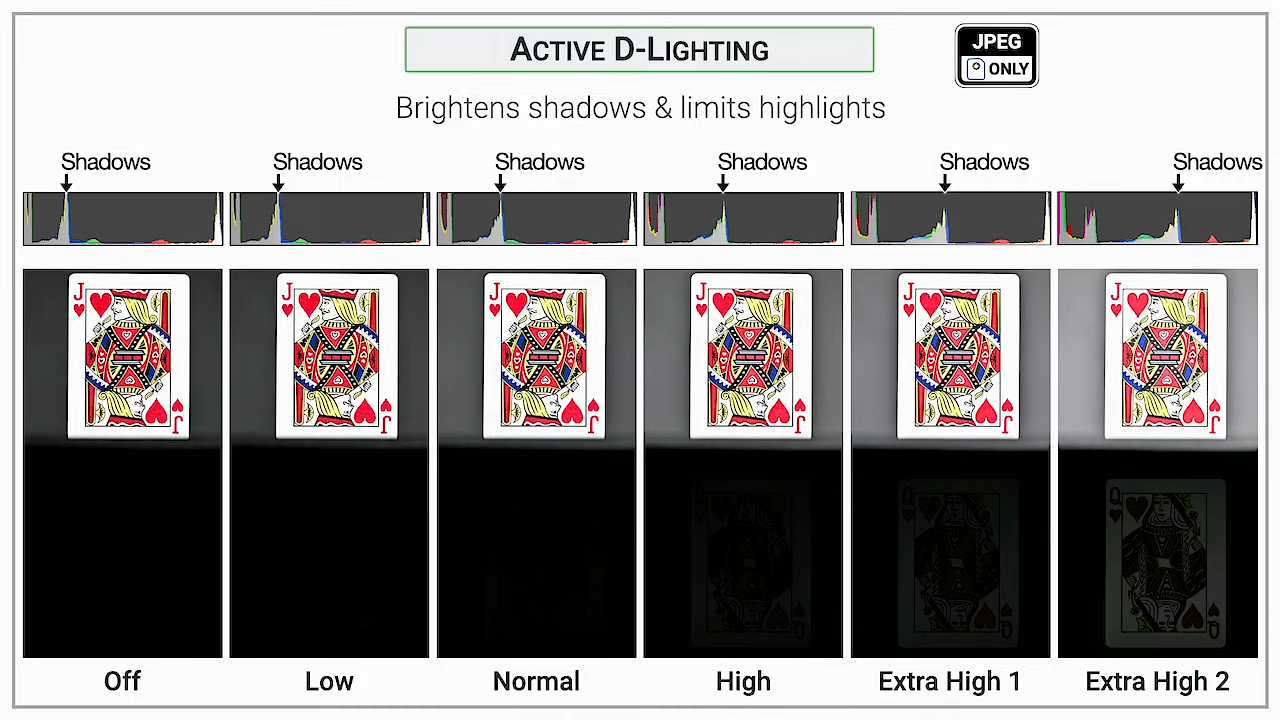 ACTIVE D-LIGHTING
JPEG
ONLY
Brightens shadows & limits highlights
Shadows Shadows Shadows Shadows Shadows Shadows
J J J J J J
J J J J J J
Q Q Q
Q Q Q
Off Low Normal High Extra High 1 Extra High 2